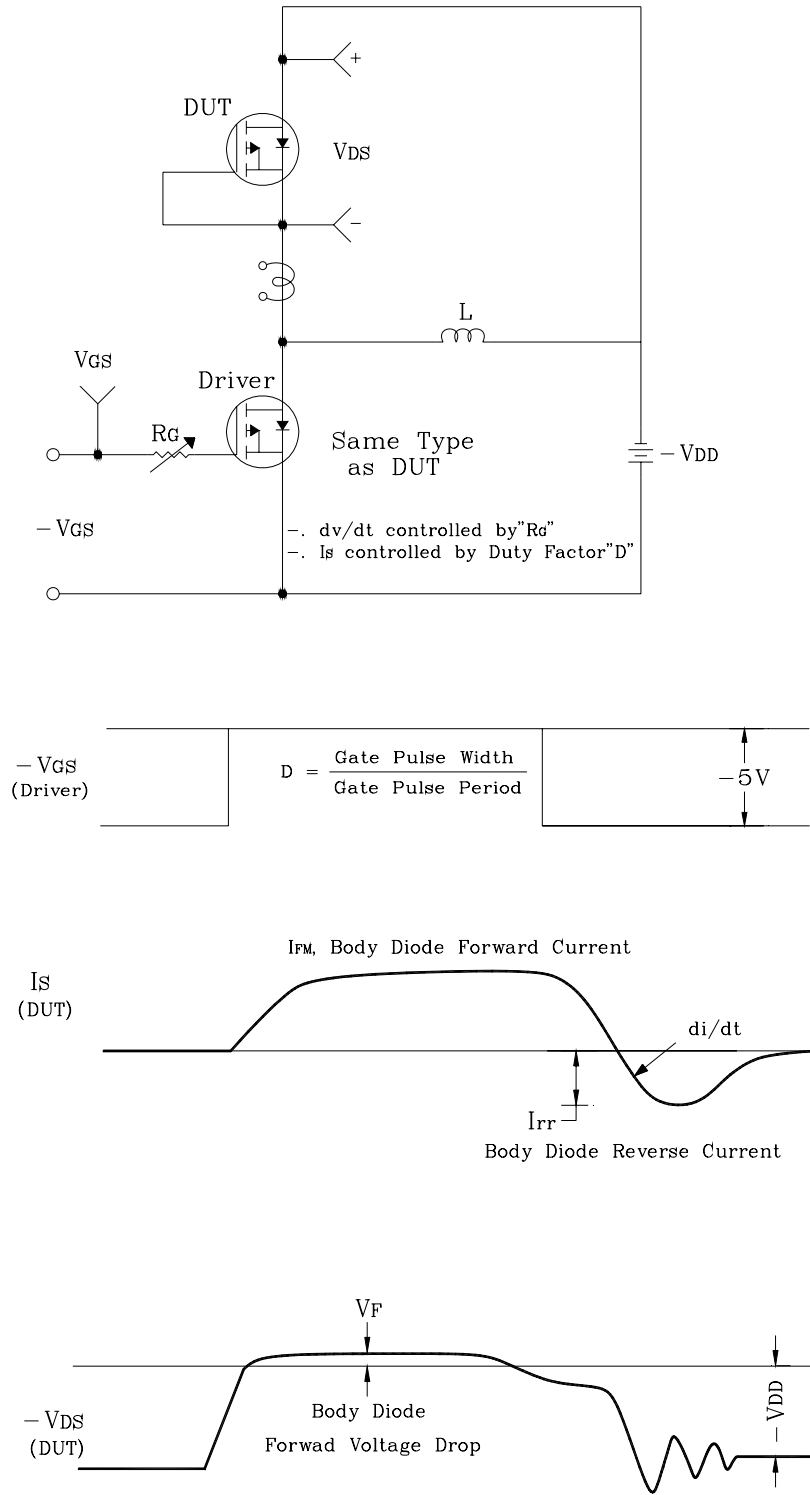 +
DUT
VDS
-
L
VGS
Driver
RG
Same Type
as DUT
-VDD
-VGS
-. dv/dt controlled by"RG"
-. IS controlled by Duty Factor"D"
-VGS
(Driver)
D = Gate Pulse Width
Gate Pulse Period
-5V
IFM, Body Diode Forward Current
IS
(DUT)
di/dt
Irr
Body Diode Reverse Current
VF
-VDD
-VDS
(DUT)
Body Diode
Forwad Voltage Drop